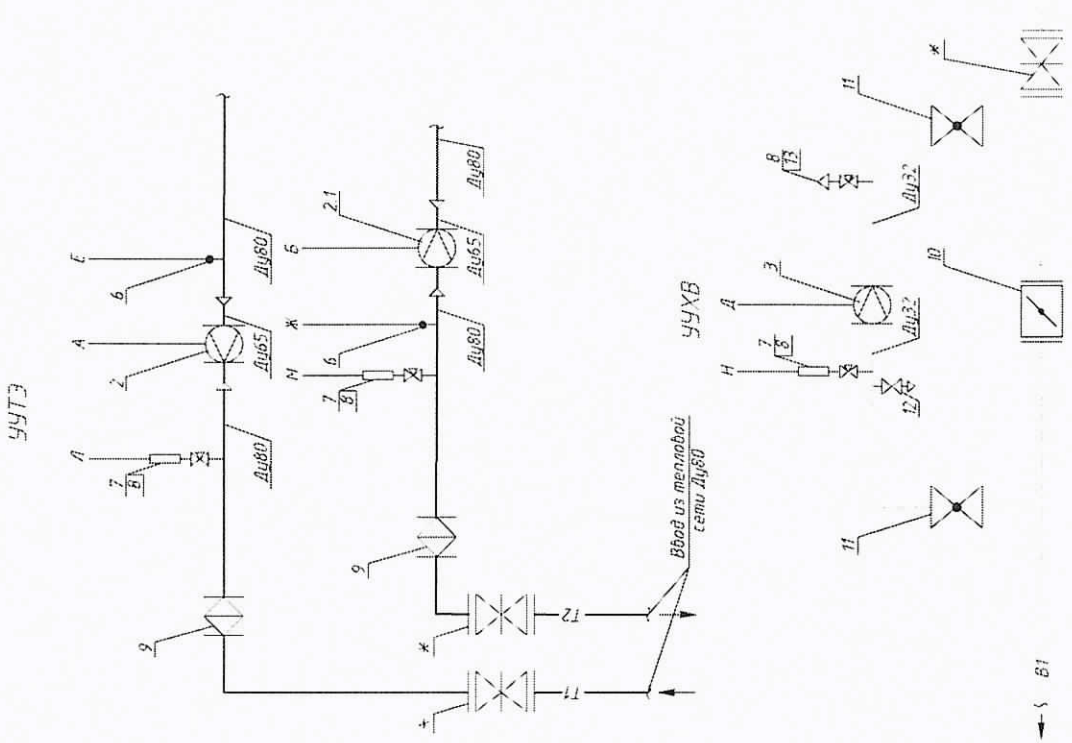 УУТЭ
Л
7
8
А
2
Е
6
Ду80
Ду65
Ду80
9
М
7
8
Ж
6
Б
2.1
Ду80
Ду65
Ду80
9
*
*
Т1
Т2
Ввод из тепловой
сети Ду80
УУХВ
Н
7
8
Д
3
8
13
11
*
12
Ду32
Ду32
11
10
В1